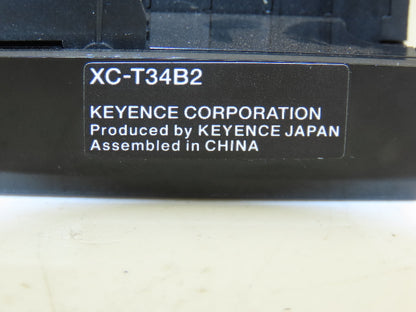 XC-T34B2
KEYENCE CORPORATION
Produced by KEYENCE JAPAN
Assembled in CHINA